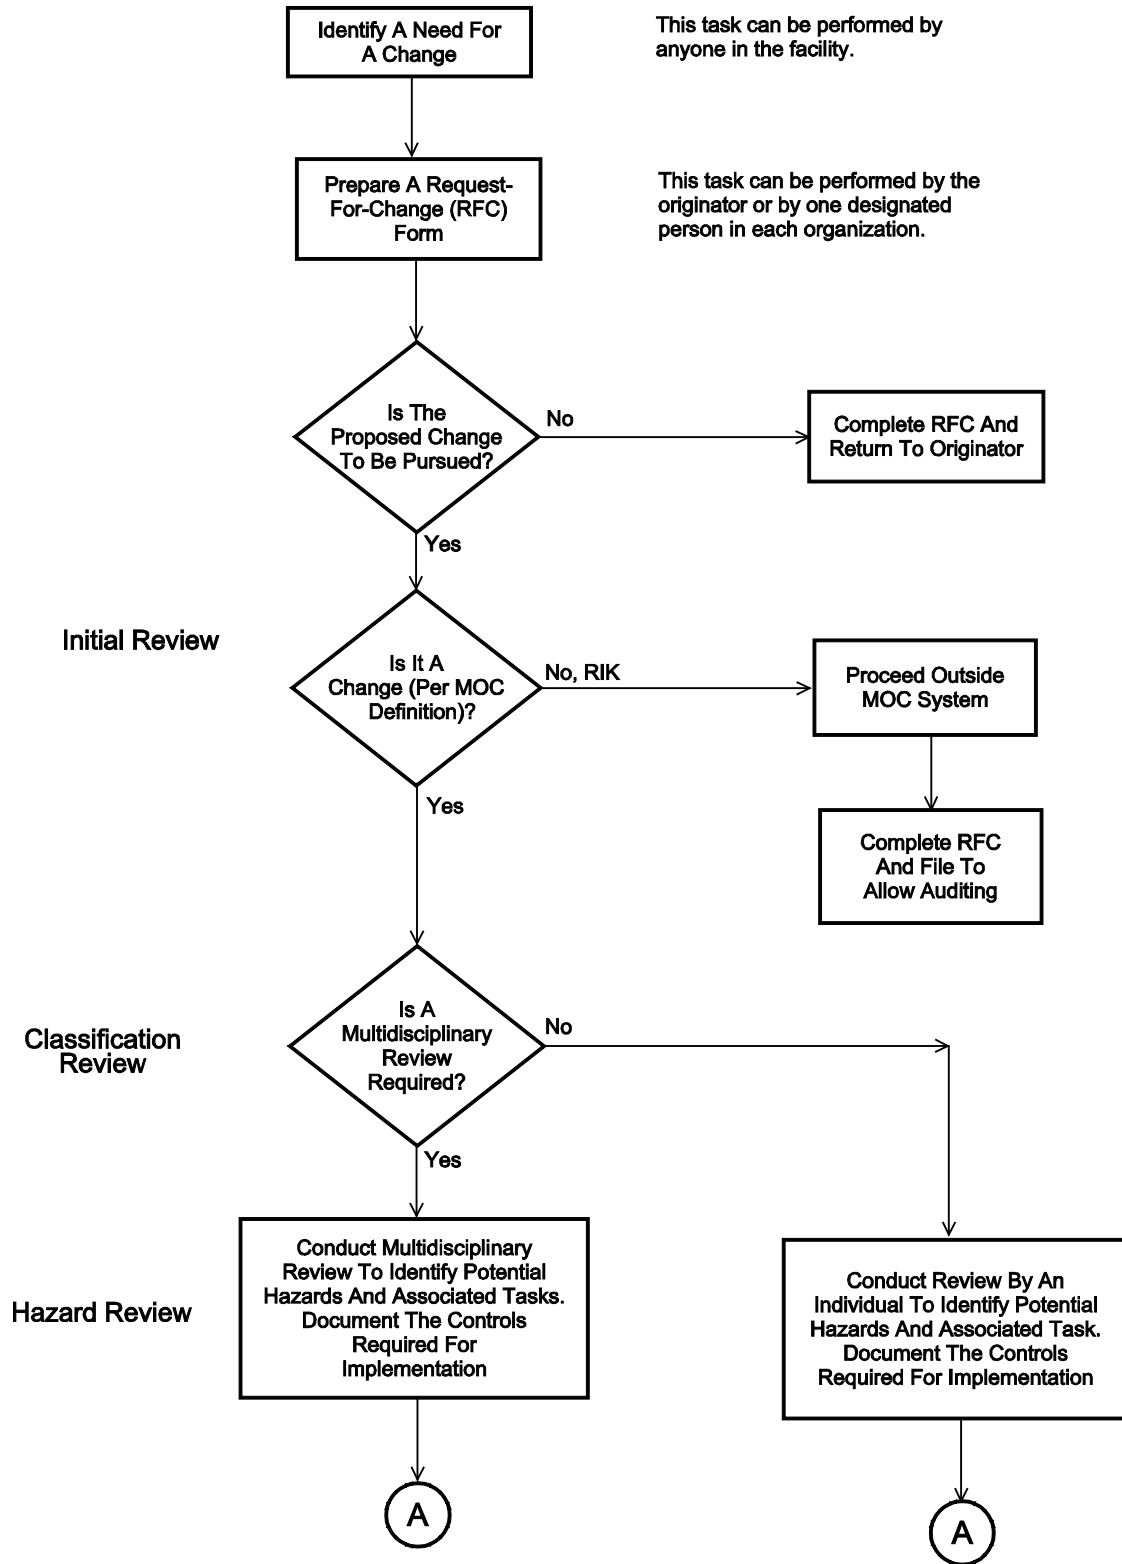 Identify A Need For
A Change
This task can be performed by
anyone in the facility.
Prepare A Request-
For-Change (RFC)
Form
This task can be performed by the
originator or by one designated
person in each organization.
Is The
Proposed Change
To Be Pursued?
No
Complete RFC And
Return To Originator
Yes
Initial Review
Is It A
Change (Per MOC
Definition)?
No, RIK
Proceed Outside
MOC System
Yes
Complete RFC
And File To
Allow Auditing
Classification
Review
Is A
Multidisciplinary
Review
Required?
No
Yes
Hazard Review
Conduct Multidisciplinary
Review To Identify Potential
Hazards And Associated Tasks.
Document The Controls
Required For
Implementation
Conduct Review By An
Individual To Identify Potential
Hazards And Associated Task.
Document The Controls
Required For Implementation
A
A